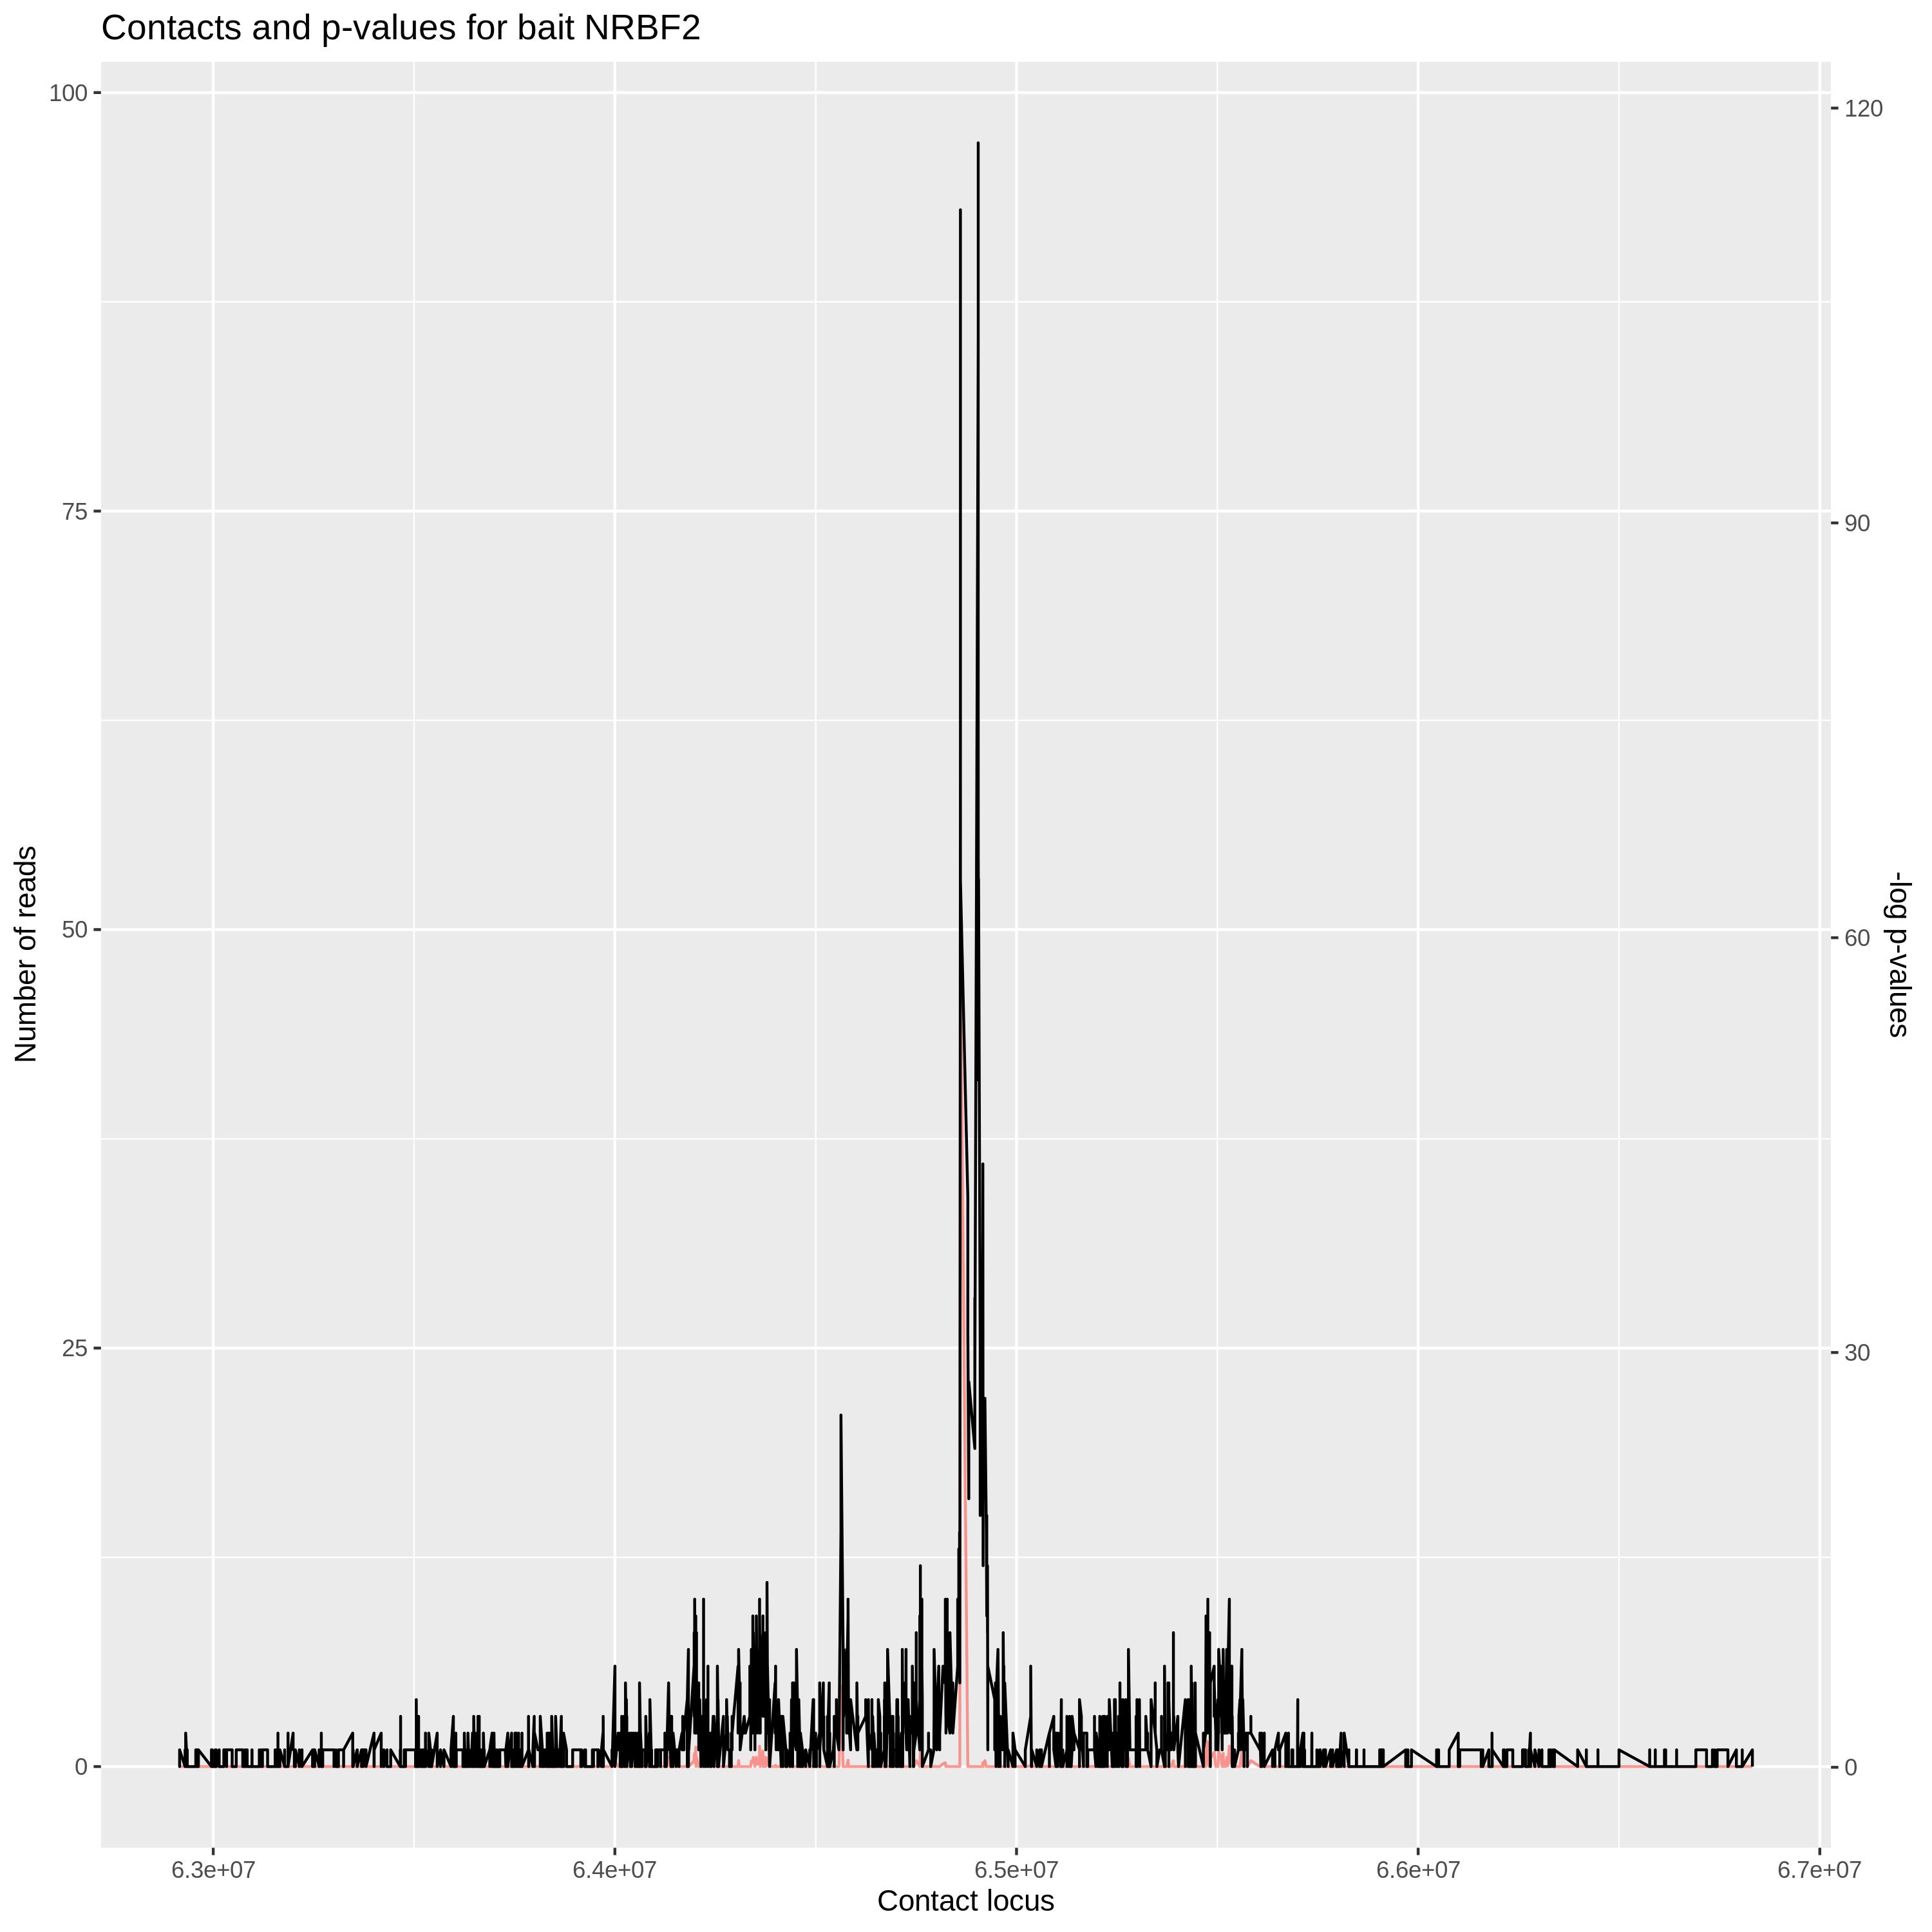 Contacts and p-values for bait NRBF2
100
75
50
25
0
Number of reads
120
90
60
30
0
-log p-values
6.3e+07
6.4e+07
6.5e+07
6.6e+07
6.7e+07
Contact locus